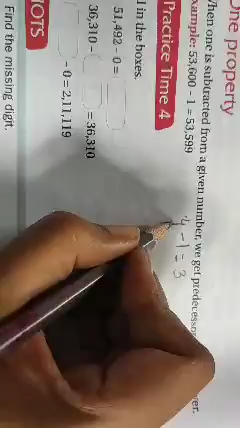 One property
When one is subtracted from a given number, we get predecessor
Example: 53,600 - 1 = 53,599
4 - 1 = 3
Practice Time 4
in the boxes.
51,492 - 0 =
36,310 - = 36,310
- 0 = 2,11,119
HOTS
Find the missing digit.